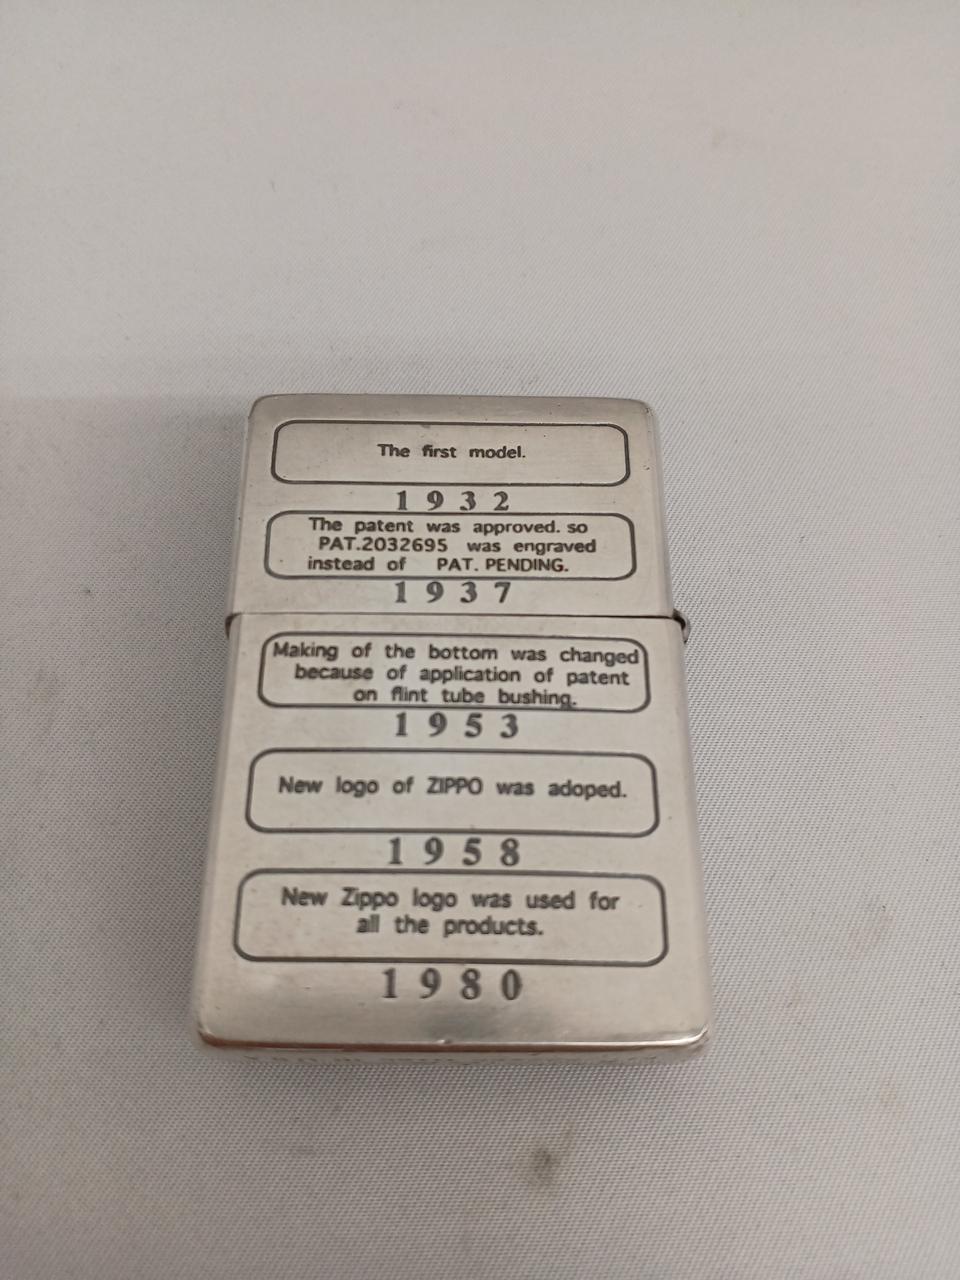 The first model.
1932
The patent was approved. so
PAT.2032695 was engraved
instead of PAT. PENDING.
1937
Making of the bottom was changed
because of application of patent
on flint tube bushing.
1953
New logo of ZIPPO was adoped.
1958
New Zippo logo was used for
all the products.
1980